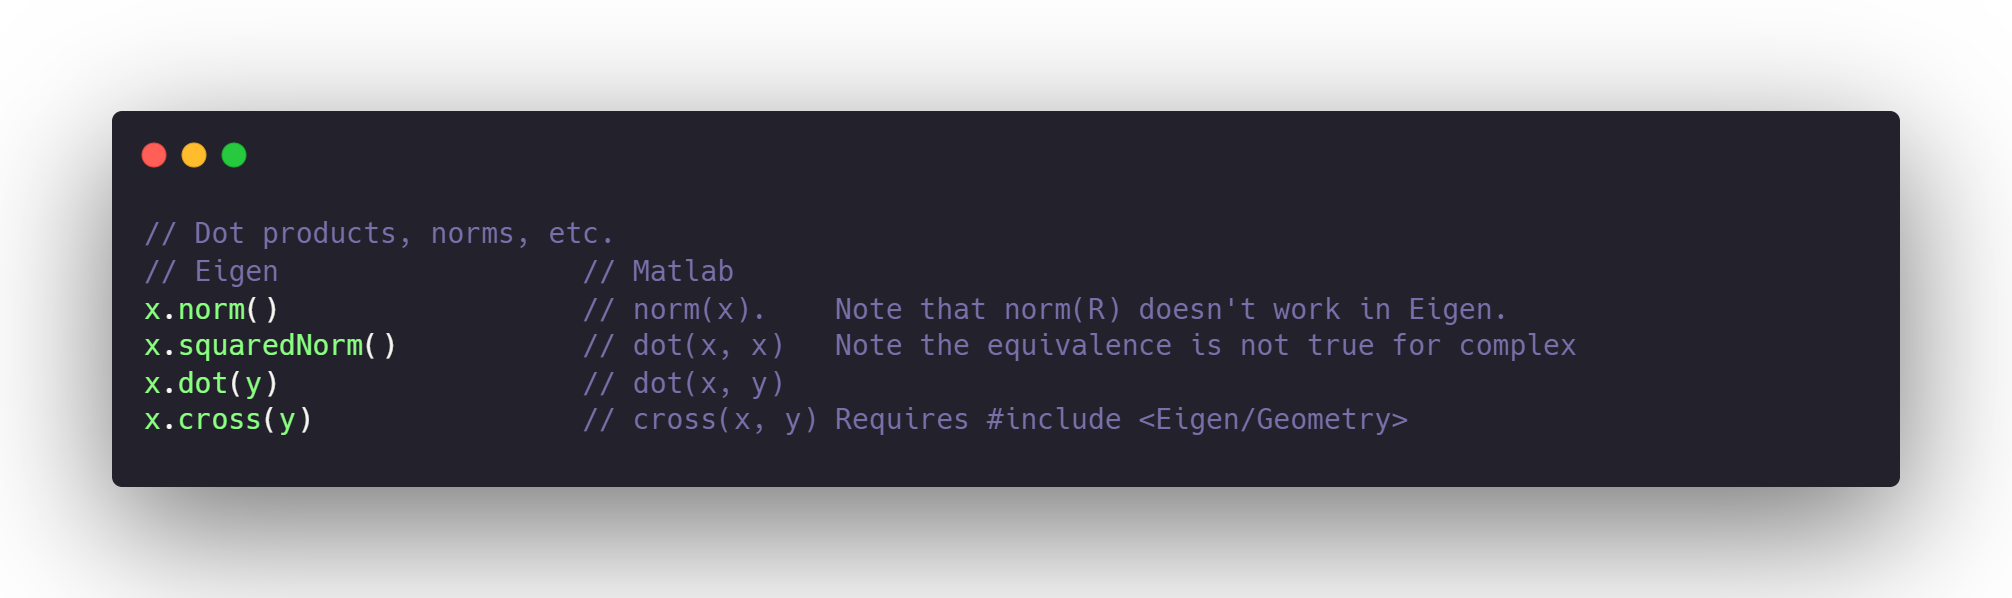 // Dot products, norms, etc.
// Eigen                  // Matlab
x.norm()                  // norm(x).    Note that norm(R) doesn't work in Eigen.
x.squaredNorm()           // dot(x, x)   Note the equivalence is not true for complex
x.dot(y)                  // dot(x, y)
x.cross(y)                // cross(x, y) Requires #include <Eigen/Geometry>